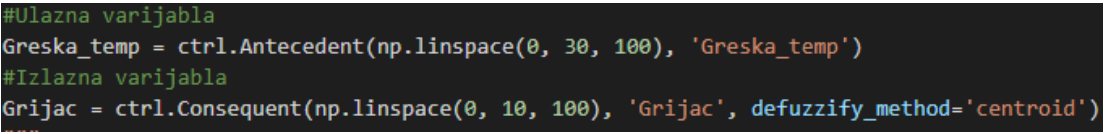 #Ulazna varijabla
Greska_temp = ctrl.Antecedent(np.linspace(0, 30, 100), 'Greska_temp')
#Izlazna varijabla
Grijac = ctrl.Consequent(np.linspace(0, 10, 100), 'Grijac', defuzzify_method='centroid')